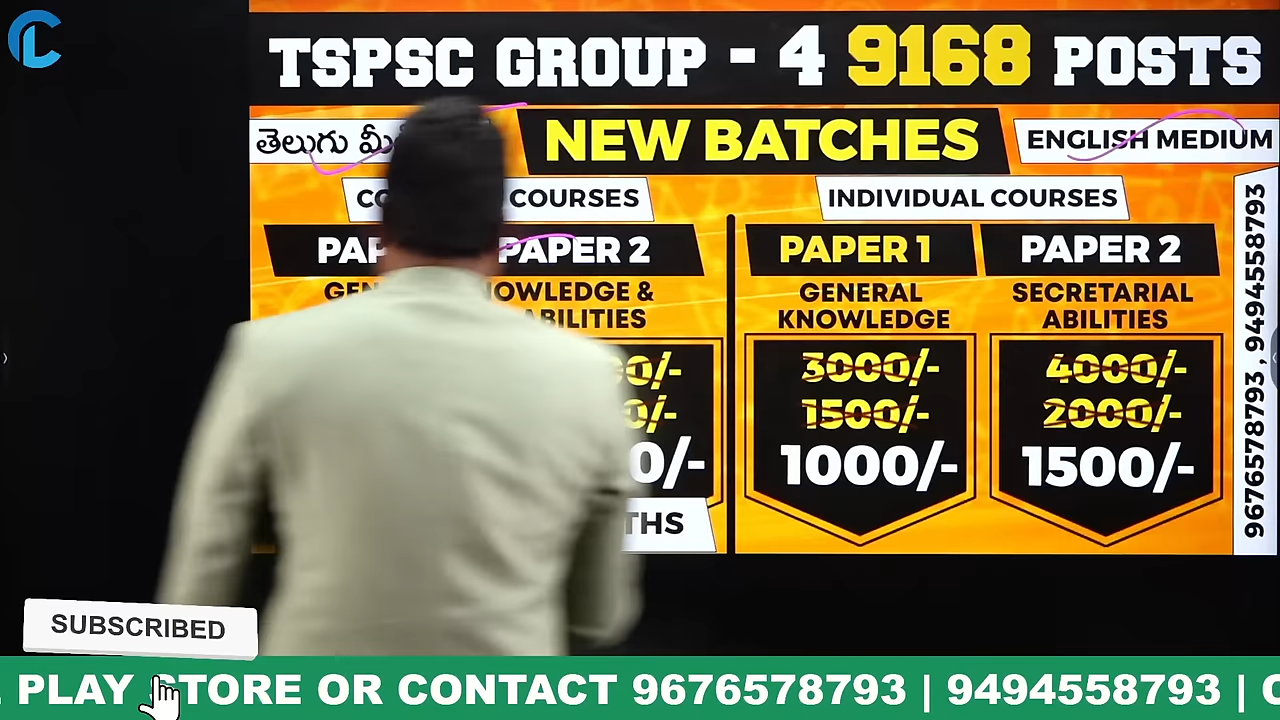 TSPSC GROUP - 4 9168 POSTS
తెలుగు
NEW BATCHES
ENGLISH MEDIUM
COURSES
INDIVIDUAL COURSES
PAPER 2
PAPER 1
PAPER 2
GENERAL
KNOWLEDGE
SECRETARIAL
ABILITIES
3000/-
1500/-
1000/-
4000/-
2000/-
1500/-
9676578793 , 9494558793
SUBSCRIBED
PLAY STORE OR CONTACT 9676578793 | 9494558793 |